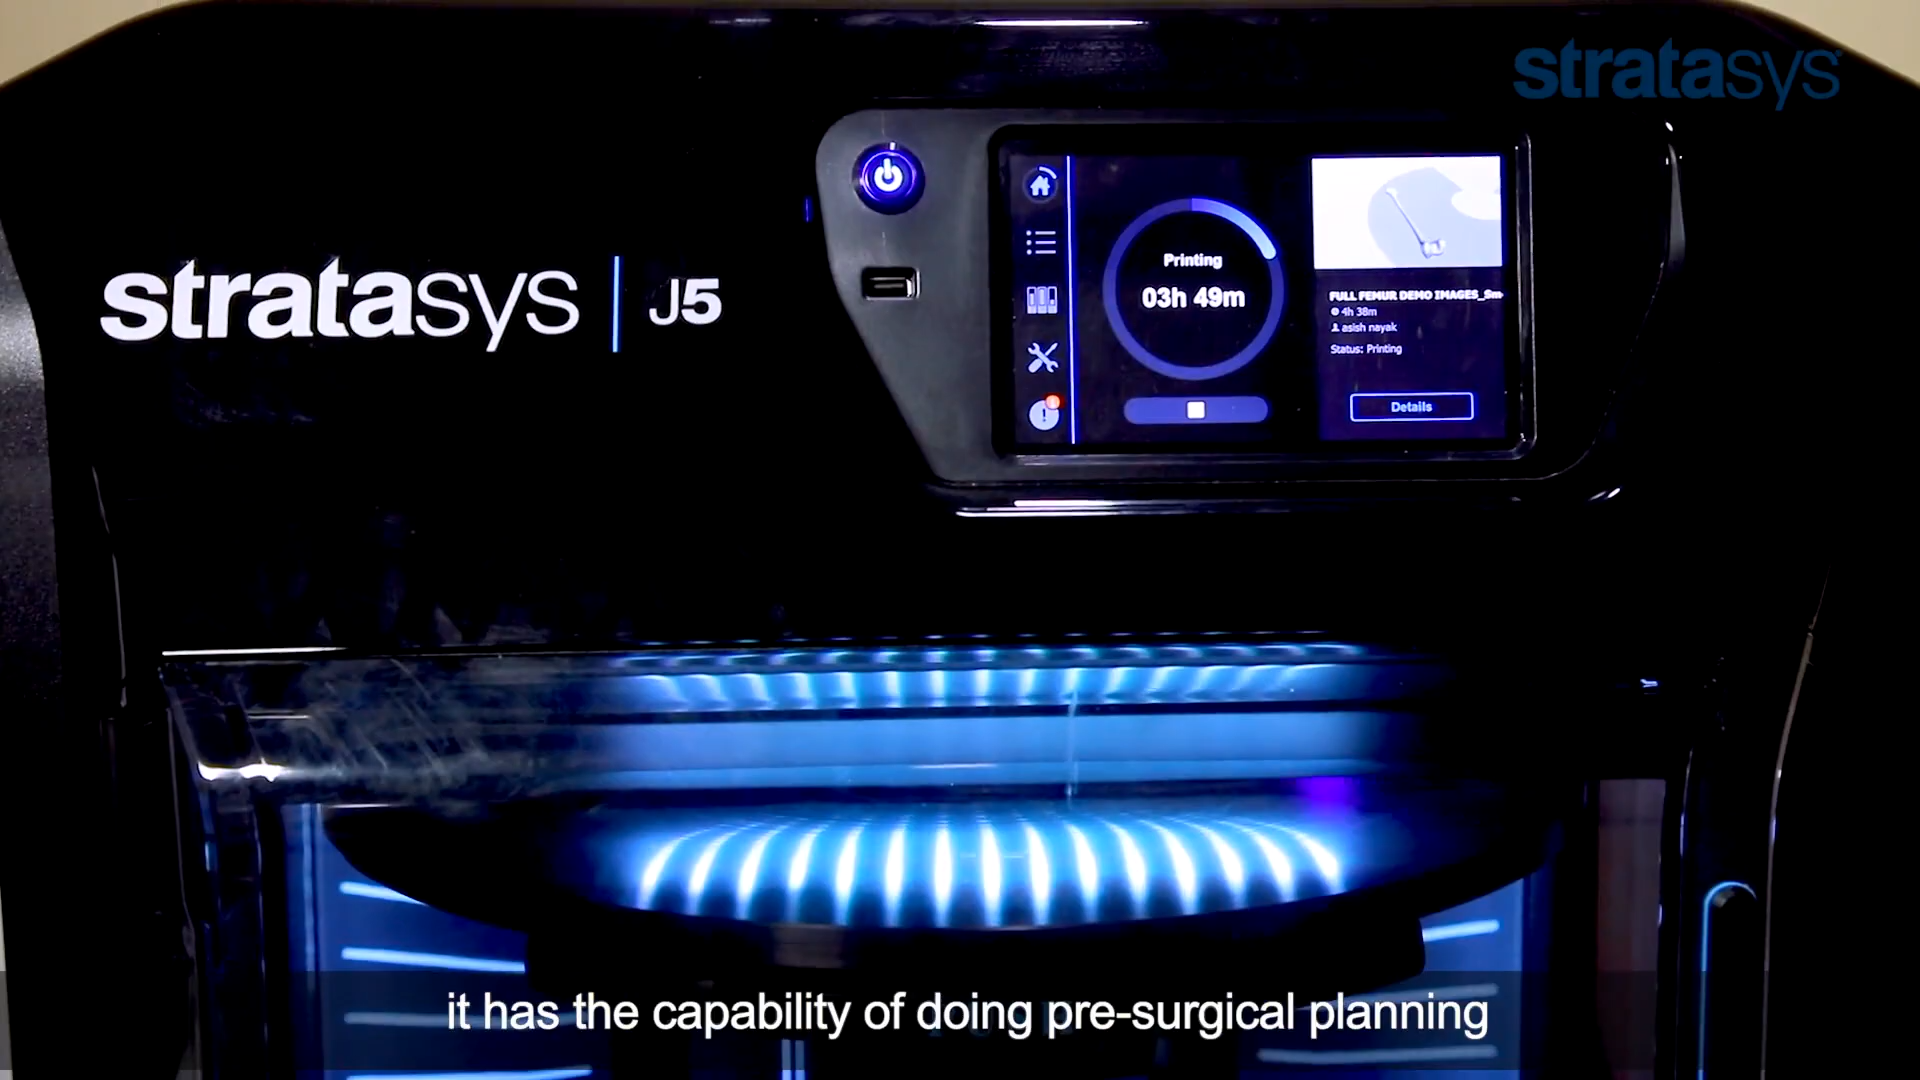 stratasys
stratasys | J5
Printing
03h 49m
FULL FEMUR DEMO IMAGES_Sm
4h 38m
asish nayak
Status: Printing
Details
it has the capability of doing pre-surgical planning